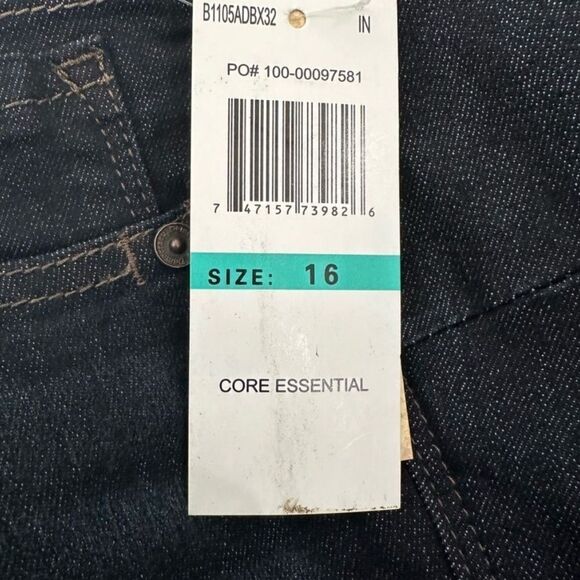 B1105ADBX32 IN
PO# 100-00097581
7 47157 73982 6
SIZE: 16
CORE ESSENTIAL